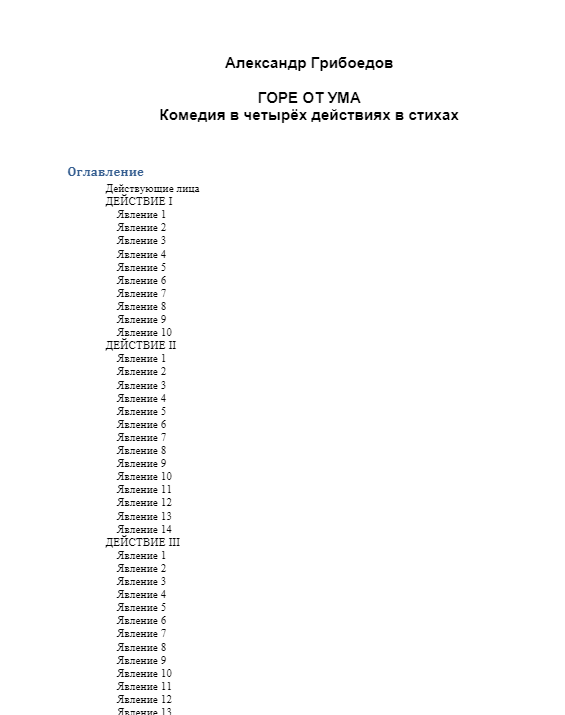 Александр Грибоедов
ГОРЕ ОТ УМА
Комедия в четырёх действиях в стихах
Оглавление
Действующие лица
ДЕЙСТВИЕ I
Явление 1
Явление 2
Явление 3
Явление 4
Явление 5
Явление 6
Явление 7
Явление 8
Явление 9
Явление 10
ДЕЙСТВИЕ II
Явление 1
Явление 2
Явление 3
Явление 4
Явление 5
Явление 6
Явление 7
Явление 8
Явление 9
Явление 10
Явление 11
Явление 12
Явление 13
Явление 14
ДЕЙСТВИЕ III
Явление 1
Явление 2
Явление 3
Явление 4
Явление 5
Явление 6
Явление 7
Явление 8
Явление 9
Явление 10
Явление 11
Явление 12
Явление 13